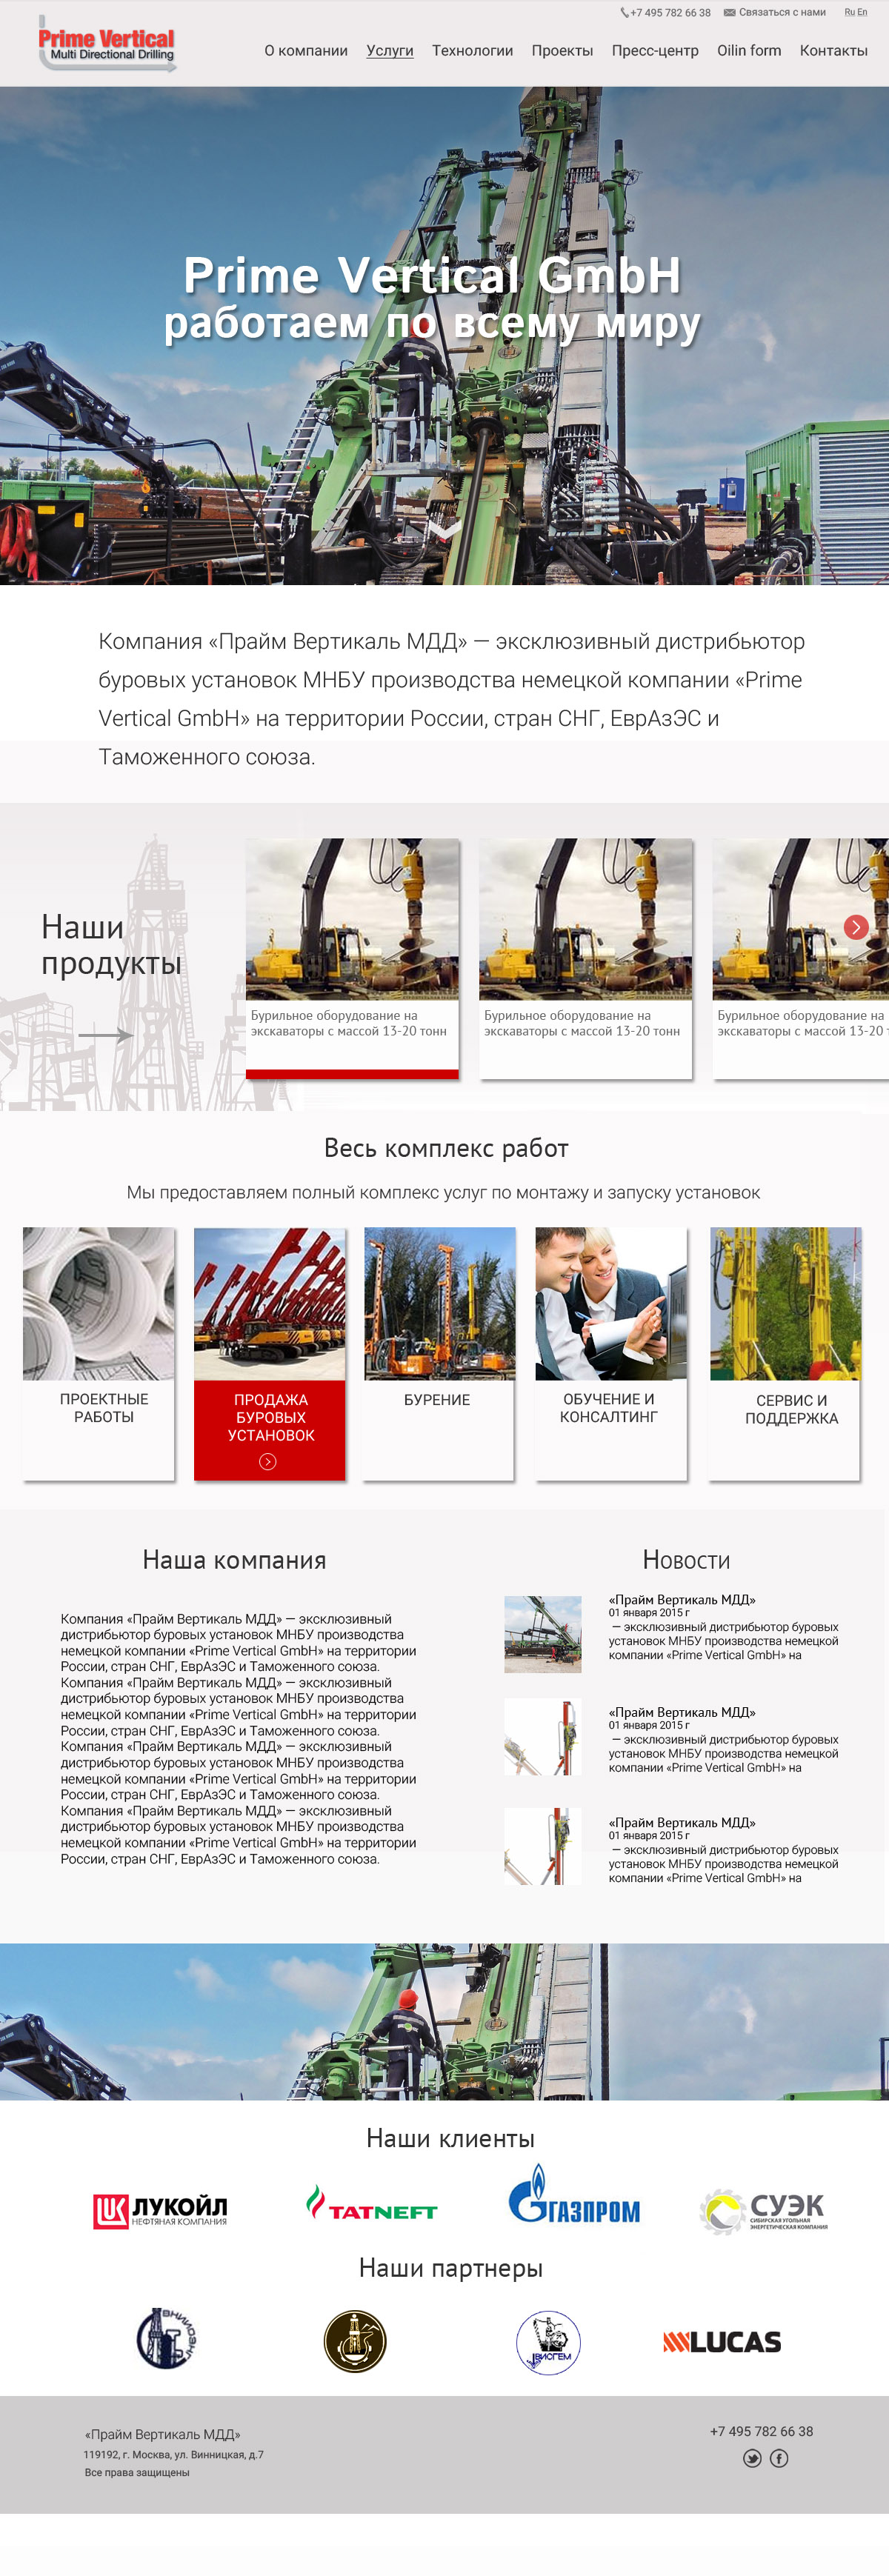 +7 495 782 66 38 Связаться с нами Ru En
Prime Vertical
Multi Directional Drilling
О компании Услуги Технологии Проекты Пресс-центр Oilin form Контакты
Prime Vertical GmbH
работаем по всему миру
Компания «Прайм Вертикаль МДД» — эксклюзивный дистрибьютор
буровых установок МНБУ производства немецкой компании «Prime
Vertical GmbH» на территории России, стран СНГ, ЕврАзЭС и
Таможенного союза.
Наши
продукты
Бурильное оборудование на
экскаваторы с массой 13-20 тонн
Бурильное оборудование на
экскаваторы с массой 13-20 тонн
Бурильное оборудование на
экскаваторы с массой 13-20 т
Весь комплекс работ
Мы предоставляем полный комплекс услуг по монтажу и запуску установок
ПРОЕКТНЫЕ
РАБОТЫ
ПРОДАЖА
БУРОВЫХ
УСТАНОВОК
БУРЕНИЕ
ОБУЧЕНИЕ И
КОНСАЛТИНГ
СЕРВИС И
ПОДДЕРЖКА
Наша компания
Компания «Прайм Вертикаль МДД» — эксклюзивный
дистрибьютор буровых установок МНБУ производства
немецкой компании «Prime Vertical GmbH» на территории
России, стран СНГ, ЕврАзЭС и Таможенного союза.
Компания «Прайм Вертикаль МДД» — эксклюзивный
дистрибьютор буровых установок МНБУ производства
немецкой компании «Prime Vertical GmbH» на территории
России, стран СНГ, ЕврАзЭС и Таможенного союза.
Компания «Прайм Вертикаль МДД» — эксклюзивный
дистрибьютор буровых установок МНБУ производства
немецкой компании «Prime Vertical GmbH» на территории
России, стран СНГ, ЕврАзЭС и Таможенного союза.
Компания «Прайм Вертикаль МДД» — эксклюзивный
дистрибьютор буровых установок МНБУ производства
немецкой компании «Prime Vertical GmbH» на территории
России, стран СНГ, ЕврАзЭС и Таможенного союза.
Новости
«Прайм Вертикаль МДД»
01 января 2015 г
— эксклюзивный дистрибьютор буровых
установок МНБУ производства немецкой
компании «Prime Vertical GmbH» на
«Прайм Вертикаль МДД»
01 января 2015 г
— эксклюзивный дистрибьютор буровых
установок МНБУ производства немецкой
компании «Prime Vertical GmbH» на
«Прайм Вертикаль МДД»
01 января 2015 г
— эксклюзивный дистрибьютор буровых
установок МНБУ производства немецкой
компании «Prime Vertical GmbH» на
Наши клиенты
ЛУКОЙЛ
НЕФТЯНАЯ КОМПАНИЯ
TATNEFT
ГАЗПРОМ
СУЭК
СИБИРСКАЯ УГОЛЬНАЯ
ЭНЕРГЕТИЧЕСКАЯ КОМПАНИЯ
Наши партнеры
ВИОГЕМ
LUCAS
«Прайм Вертикаль МДД»
119192, г. Москва, ул. Винницкая, д.7
Все права защищены
+7 495 782 66 38